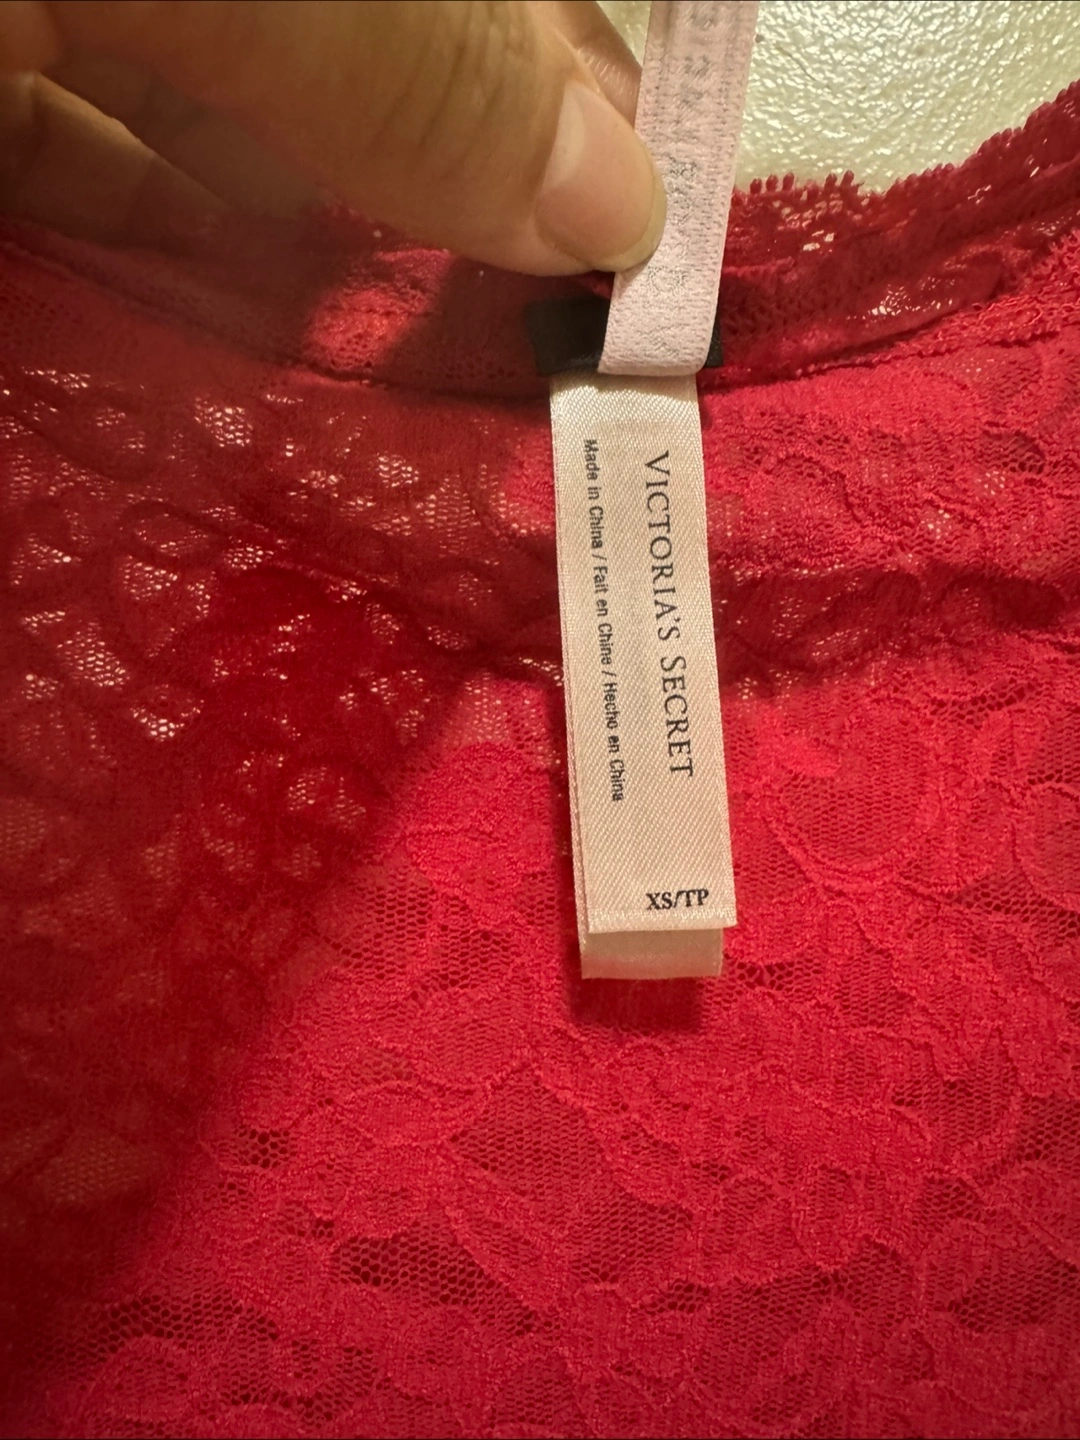 VICTORIA'S SECRET
Made in China / Fait en Chine / Hecho en China
XS/TP